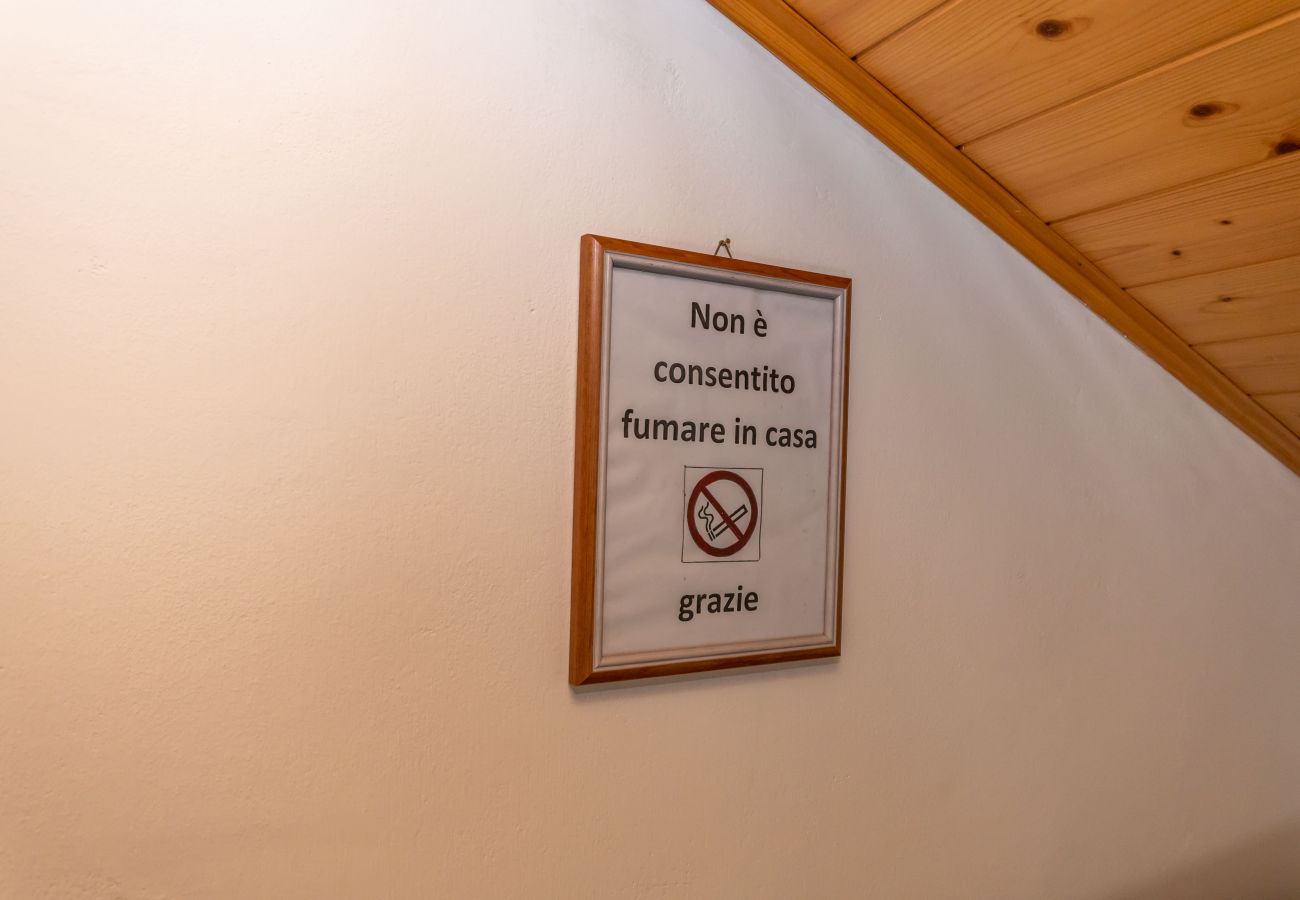 Non è
consentito
fumare in casa
grazie